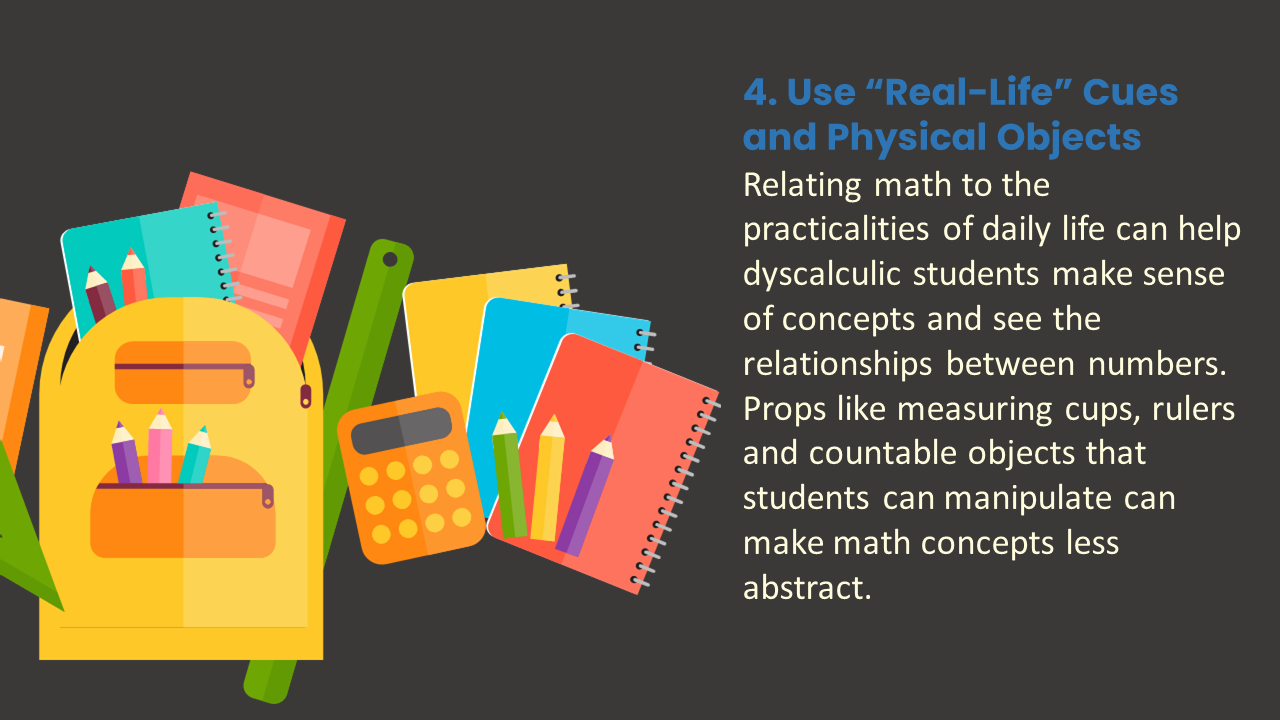 4. Use “Real-Life” Cues
and Physical Objects
Relating math to the
practicalities of daily life can help
dyscalculic students make sense
of concepts and see the
relationships between numbers.
Props like measuring cups, rulers
and countable objects that
students can manipulate can
make math concepts less
abstract.